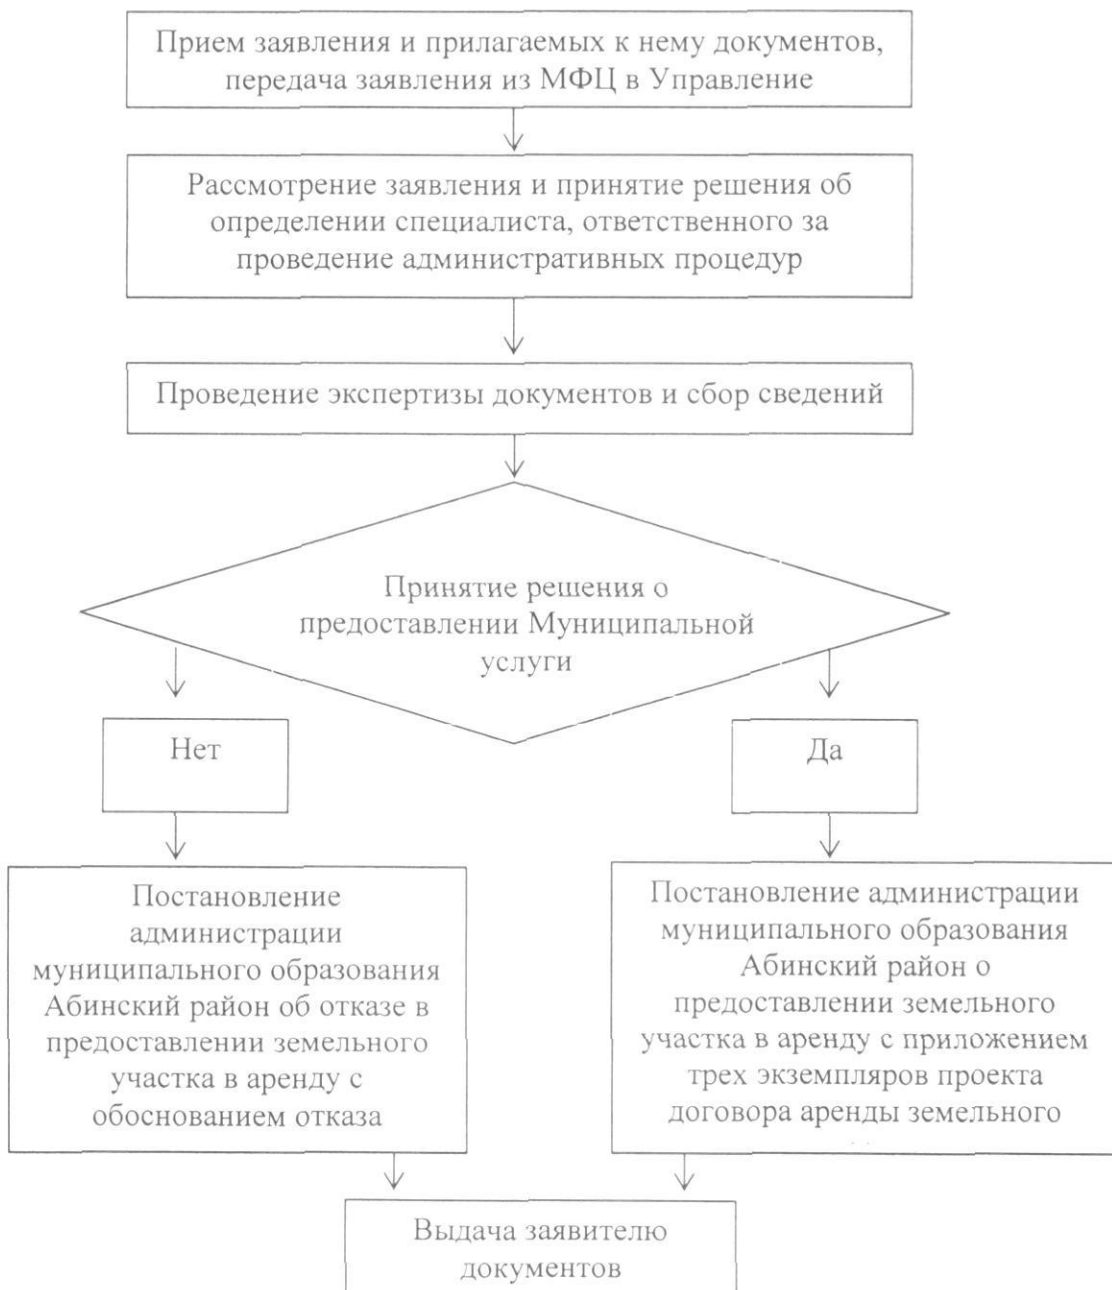 Прием заявления и прилагаемых к нему документов,
передача заявления из МФЦ в Управление
Рассмотрение заявления и принятие решения об
определении специалиста, ответственного за
проведение административных процедур
Проведение экспертизы документов и сбор сведений
Принятие решения о
предоставлении Муниципальной
услуги
Нет
Да
Постановление
администрации
муниципального образования
Абинский район об отказе в
предоставлении земельного
участка в аренду с
обоснованием отказа
Постановление администрации
муниципального образования
Абинский район о
предоставлении земельного
участка в аренду с приложением
трех экземпляров проекта
договора аренды земельного
Выдача заявителю
документов